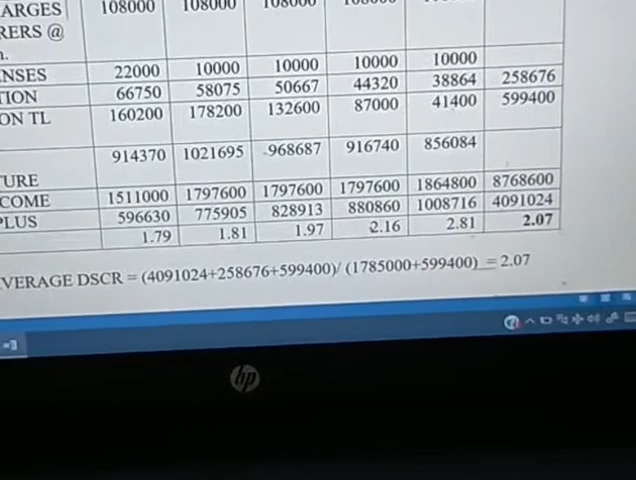 ARGES 108000 108000 108000
RERS @
ENSES 22000 10000 10000 10000 10000
TION 66750 58075 50667 44320 38864 258676
ON TL 160200 178200 132600 87000 41400 599400
914370 1021695 -968687 916740 856084
URE
COME 1511000 1797600 1797600 1797600 1864800 8768600
PLUS 596630 775905 828913 880860 1008716 4091024
1.79 1.81 1.97 2.16 2.81 2.07
VERAGE DSCR = (4091024+258676+599400)/ (1785000+599400) = 2.07
hp